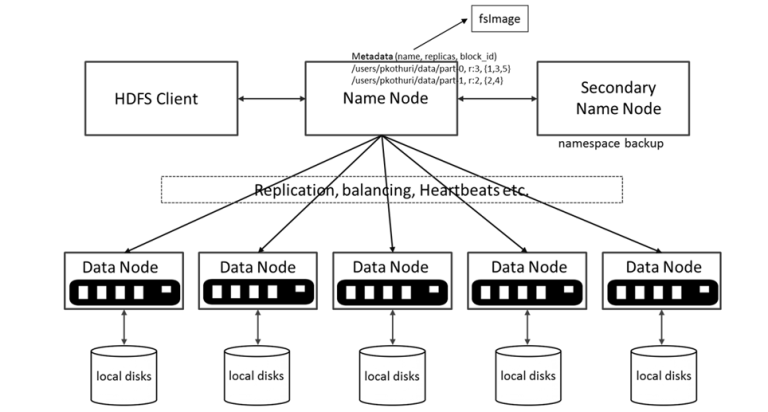 fsImage
Metadata (name, replicas, block_id)
/users/pkothuri/data/part-0, r:3, {1,3,5}
/users/pkothuri/data/part-1, r:2, {2,4}
HDFS Client
Name Node
Secondary
Name Node
namespace backup
Replication, balancing, Heartbeats etc.
Data Node
Data Node
Data Node
Data Node
Data Node
local disks
local disks
local disks
local disks
local disks